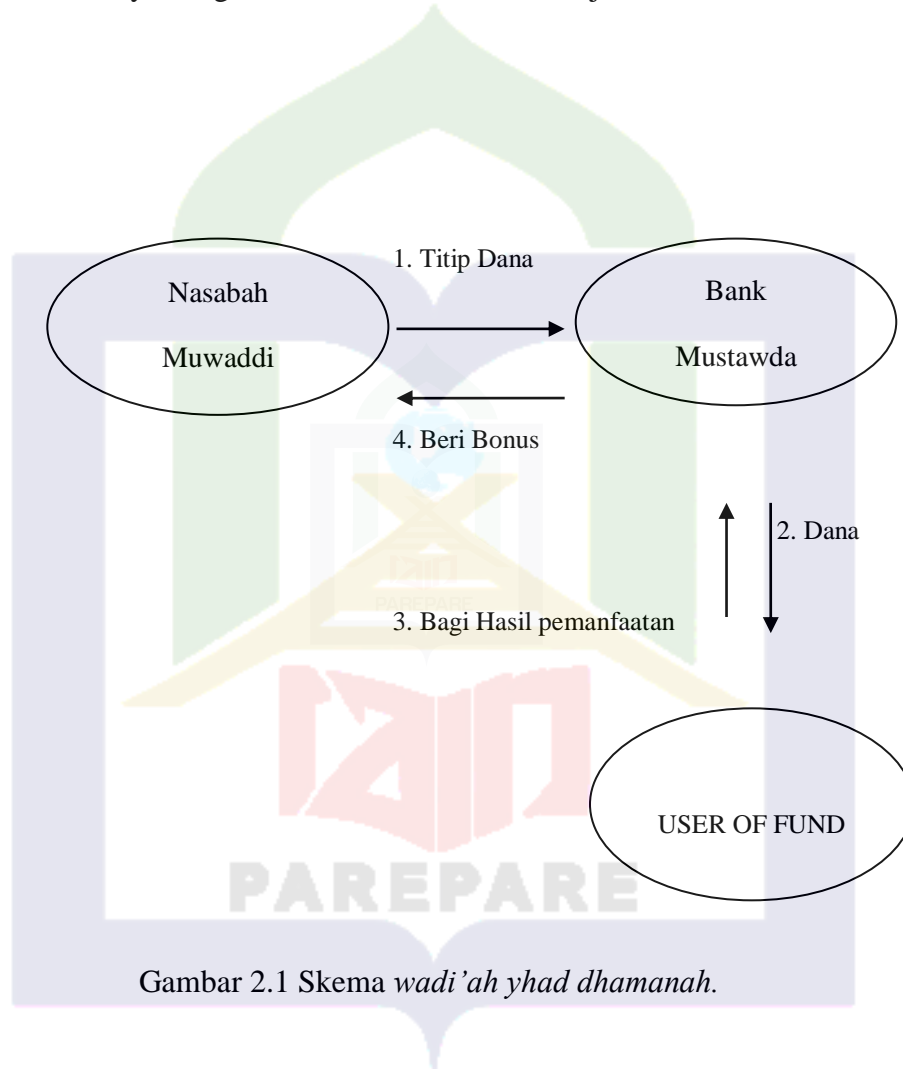 1. Titip Dana
Nasabah
Muwaddi
Bank
Mustawda
4. Beri Bonus
2. Dana
3. Bagi Hasil pemanfaatan
PAREPARE
USER OF FUND
PAREPARE
Gambar 2.1 Skema wadi’ah yhad dhamanah.